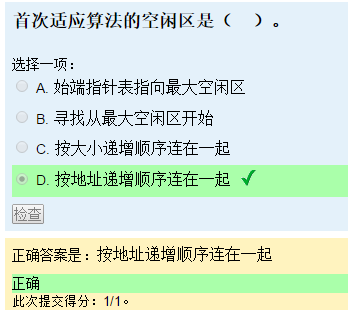 首次适应算法的空闲区是（ ）。
选择一项：
A. 始端指针表指向最大空闲区
B. 寻找从最大空闲区开始
C. 按大小递增顺序连在一起
D. 按地址递增顺序连在一起
检查
正确答案是：按地址递增顺序连在一起
正确
此次提交得分：1/1。